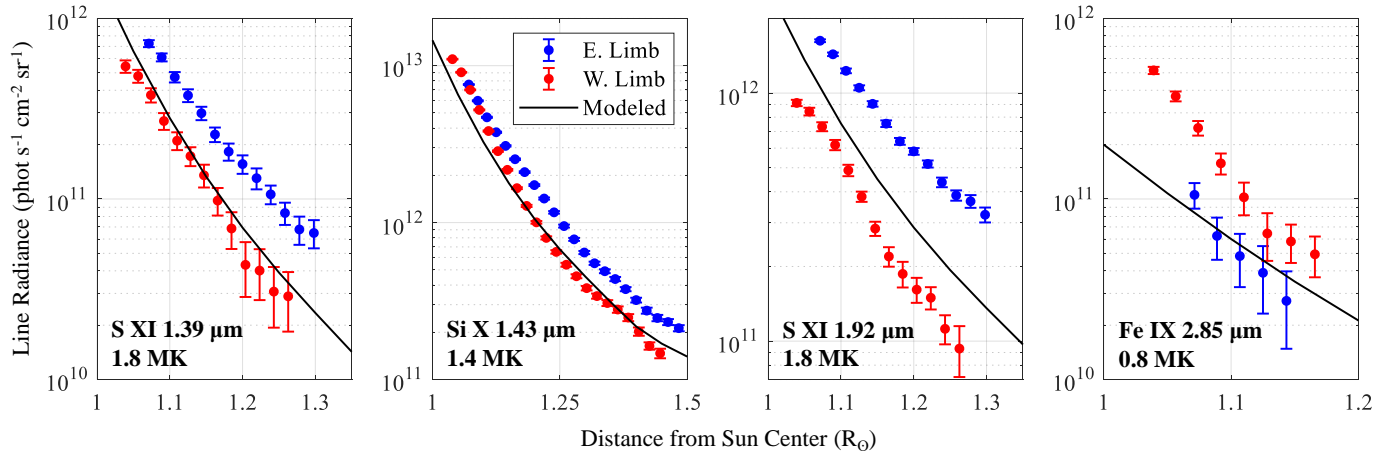 Line Radiance (phot s⁻¹ cm⁻² sr⁻¹)
10¹²
10¹¹
10¹⁰
S XI 1.39 μm
1.8 MK
1 1.1 1.2 1.3
10¹³
10¹²
10¹¹
E. Limb
W. Limb
Modeled
Si X 1.43 μm
1.4 MK
1 1.25 1.5
10¹²
10¹¹
S XI 1.92 μm
1.8 MK
1 1.1 1.2 1.3
10¹²
10¹¹
10¹⁰
Fe IX 2.85 μm
0.8 MK
1 1.1 1.2
Distance from Sun Center (R☉)